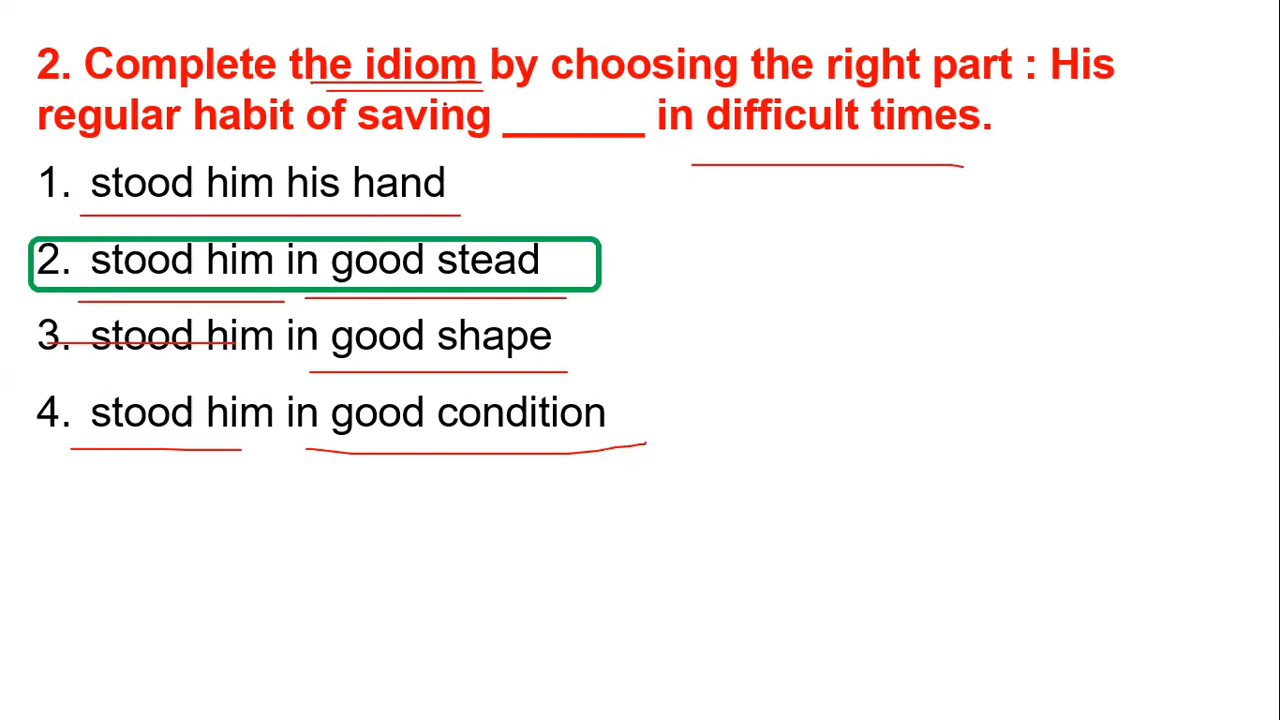 2. Complete the idiom by choosing the right part : His
regular habit of saving ______ in difficult times.
1. stood him his hand
2. stood him in good stead
3. stood him in good shape
4. stood him in good condition